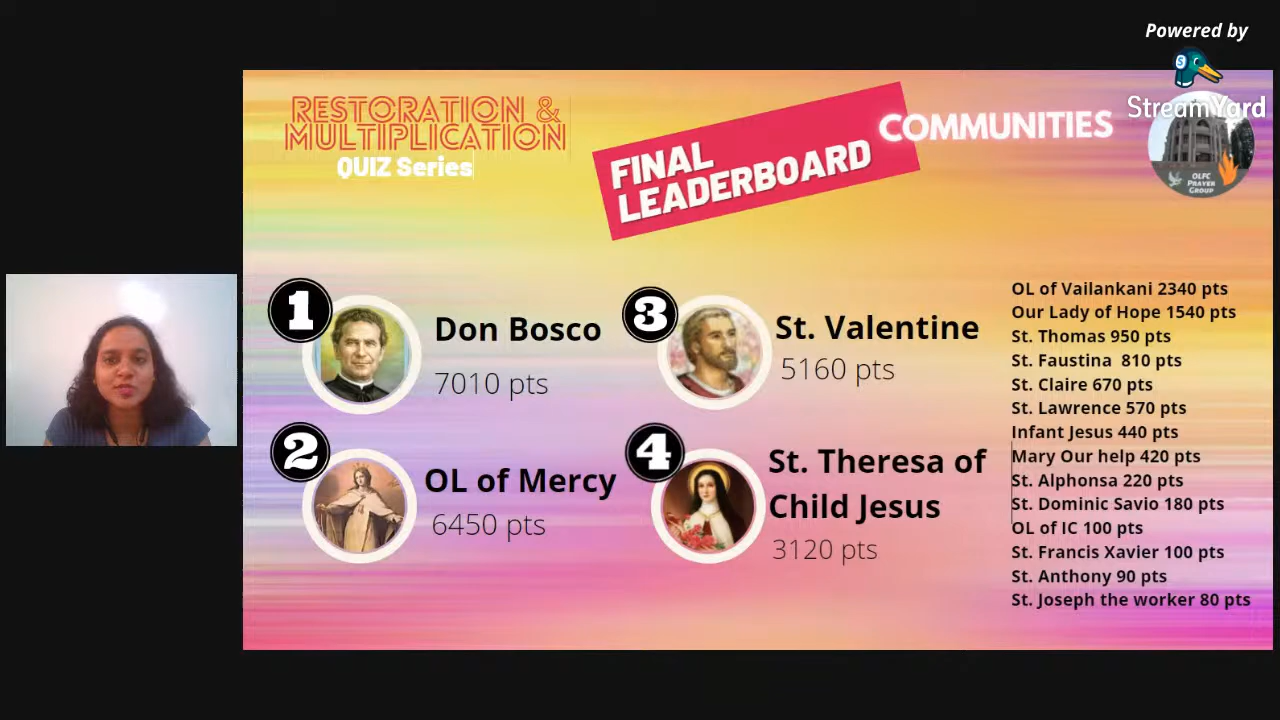 Powered by
StreamYard
RESTORATION &
MULTIPLICATION
QUIZ Series
FINAL
LEADERBOARD
COMMUNITIES
OLFC
PRAYER
GROUP
1
Don Bosco
7010 pts
2
OL of Mercy
6450 pts
3
St. Valentine
5160 pts
4
St. Theresa of
Child Jesus
3120 pts
OL of Vailankani 2340 pts
Our Lady of Hope 1540 pts
St. Thomas 950 pts
St. Faustina  810 pts
St. Claire 670 pts
St. Lawrence 570 pts
Infant Jesus 440 pts
Mary Our help 420 pts
St. Alphonsa 220 pts
St. Dominic Savio 180 pts
OL of IC 100 pts
St. Francis Xavier 100 pts
St. Anthony 90 pts
St. Joseph the worker 80 pts